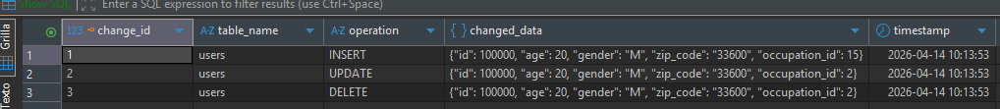 Show SQL Enter a SQL expression to filter results (use Ctrl+Space)
Grilla
Texto
123 change_id A-Z table_name A-Z operation { } changed_data timestamp
1 1 users INSERT {"id": 100000, "age": 20, "gender": "M", "zip_code": "33600", "occupation_id": 15} 2026-04-14 10:13:53
2 2 users UPDATE {"id": 100000, "age": 20, "gender": "M", "zip_code": "33600", "occupation_id": 2} 2026-04-14 10:13:53
3 3 users DELETE {"id": 100000, "age": 20, "gender": "M", "zip_code": "33600", "occupation_id": 2} 2026-04-14 10:13:53